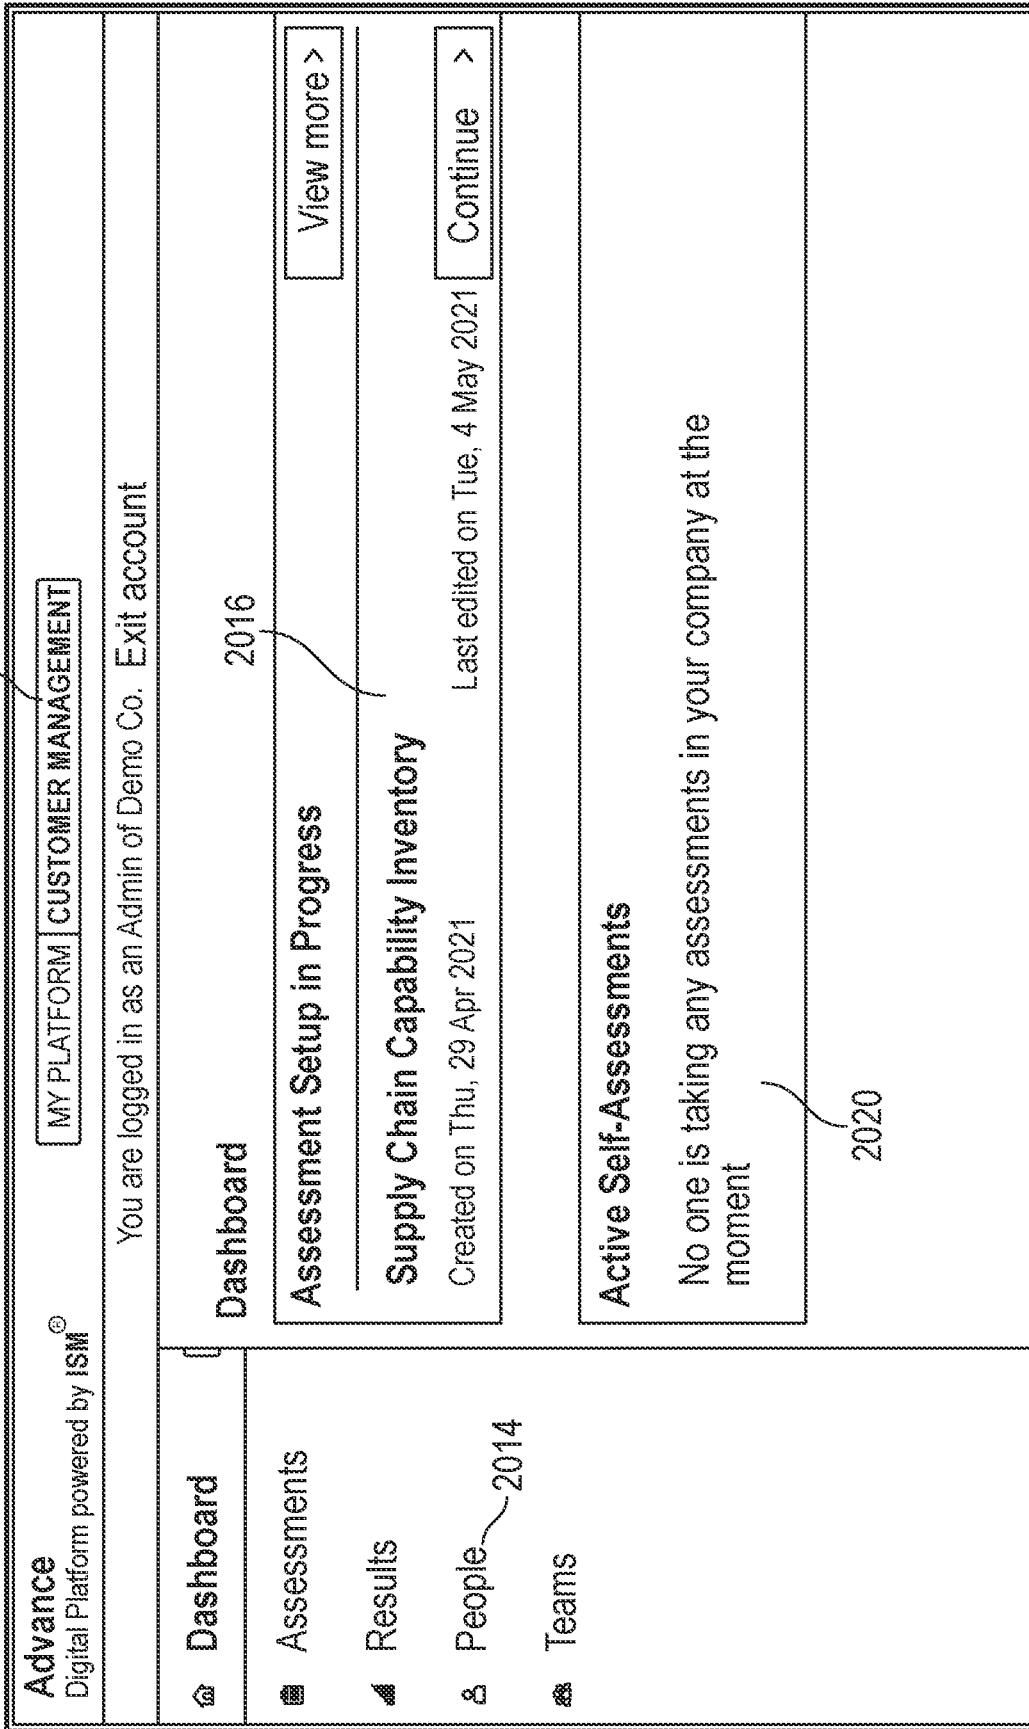 Advance
Digital Platform powered by ISM®
MY PLATFORM CUSTOMER MANAGEMENT
You are logged in as an Admin of Demo Co. Exit account
Dashboard
Assessments
Results
People 2014
Teams
Dashboard
2016
Assessment Setup in Progress View more >
Supply Chain Capability Inventory
Created on Thu, 29 Apr 2021 Last edited on Tue, 4 May 2021 Continue >
Active Self-Assessments
No one is taking any assessments in your company at the
moment
2020